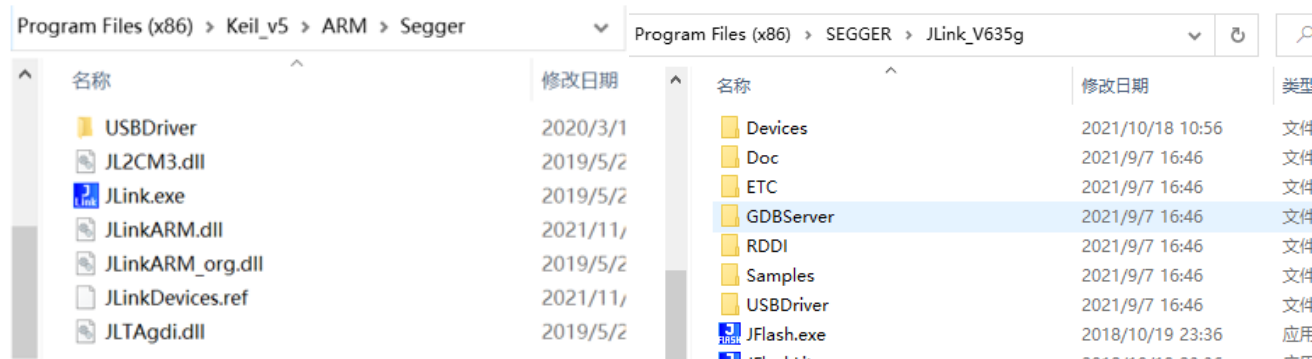 Program Files (x86) > Keil_v5 > ARM > Segger
名称 修改日期
USBDriver 2020/3/1
JL2CM3.dll 2019/5/2
JLink.exe 2019/5/2
JLinkARM.dll 2021/11/
JLinkARM_org.dll 2019/5/2
JLinkDevices.ref 2021/11/
JLTAgdi.dll 2019/5/2
Program Files (x86) > SEGGER > JLink_V635g
名称 修改日期 类型
Devices 2021/10/18 10:56 文件
Doc 2021/9/7 16:46 文件
ETC 2021/9/7 16:46 文件
GDBServer 2021/9/7 16:46 文件
RDDI 2021/9/7 16:46 文件
Samples 2021/9/7 16:46 文件
USBDriver 2021/9/7 16:46 文件
JFlash.exe 2018/10/19 23:36 应用